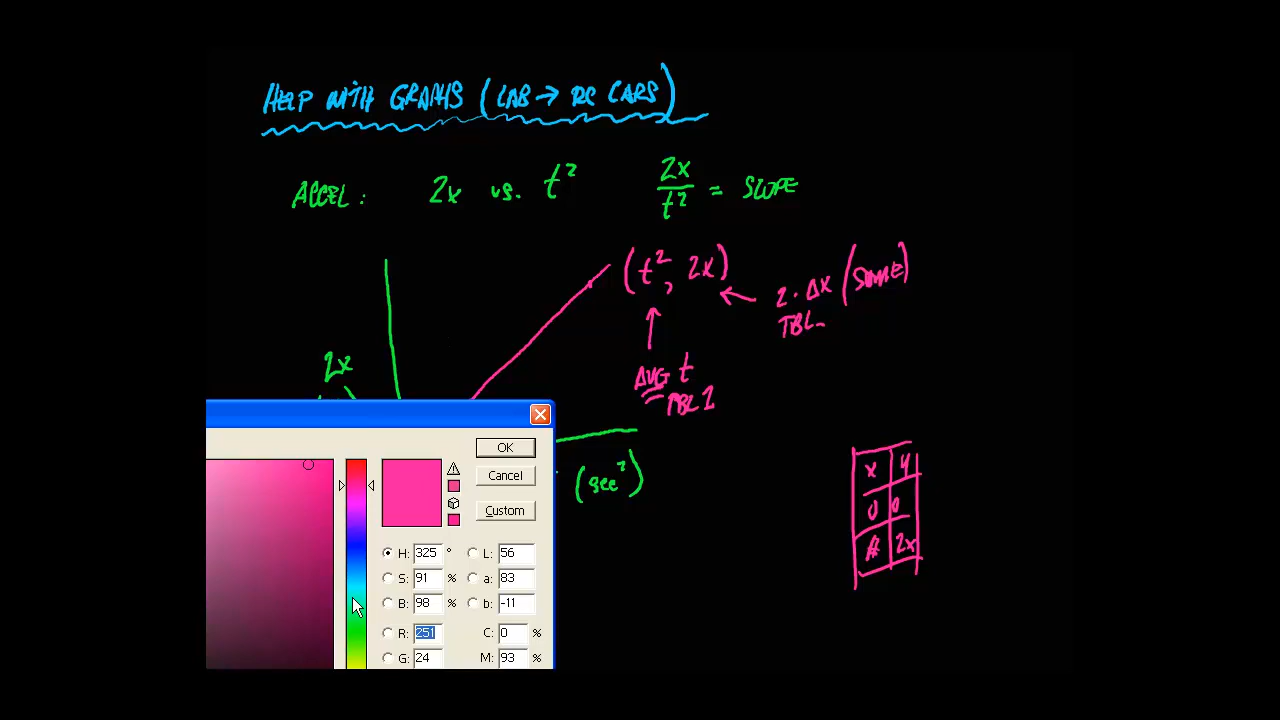 HELP WITH GRAPHS (LAB → RC CARS)
ACCEL: 2x vs. t² 2x/t² = SLOPE
(t², 2x)
2 · Δx (SAME)
TBL
2x
AVG t
TBL 1
(sec²)
x y
0 0
2x
OK
Cancel
Custom
H: 325 °
S: 91 %
B: 98 %
R: 251
G: 24
L: 56
a: 83
b: -11
C: 0 %
M: 93 %